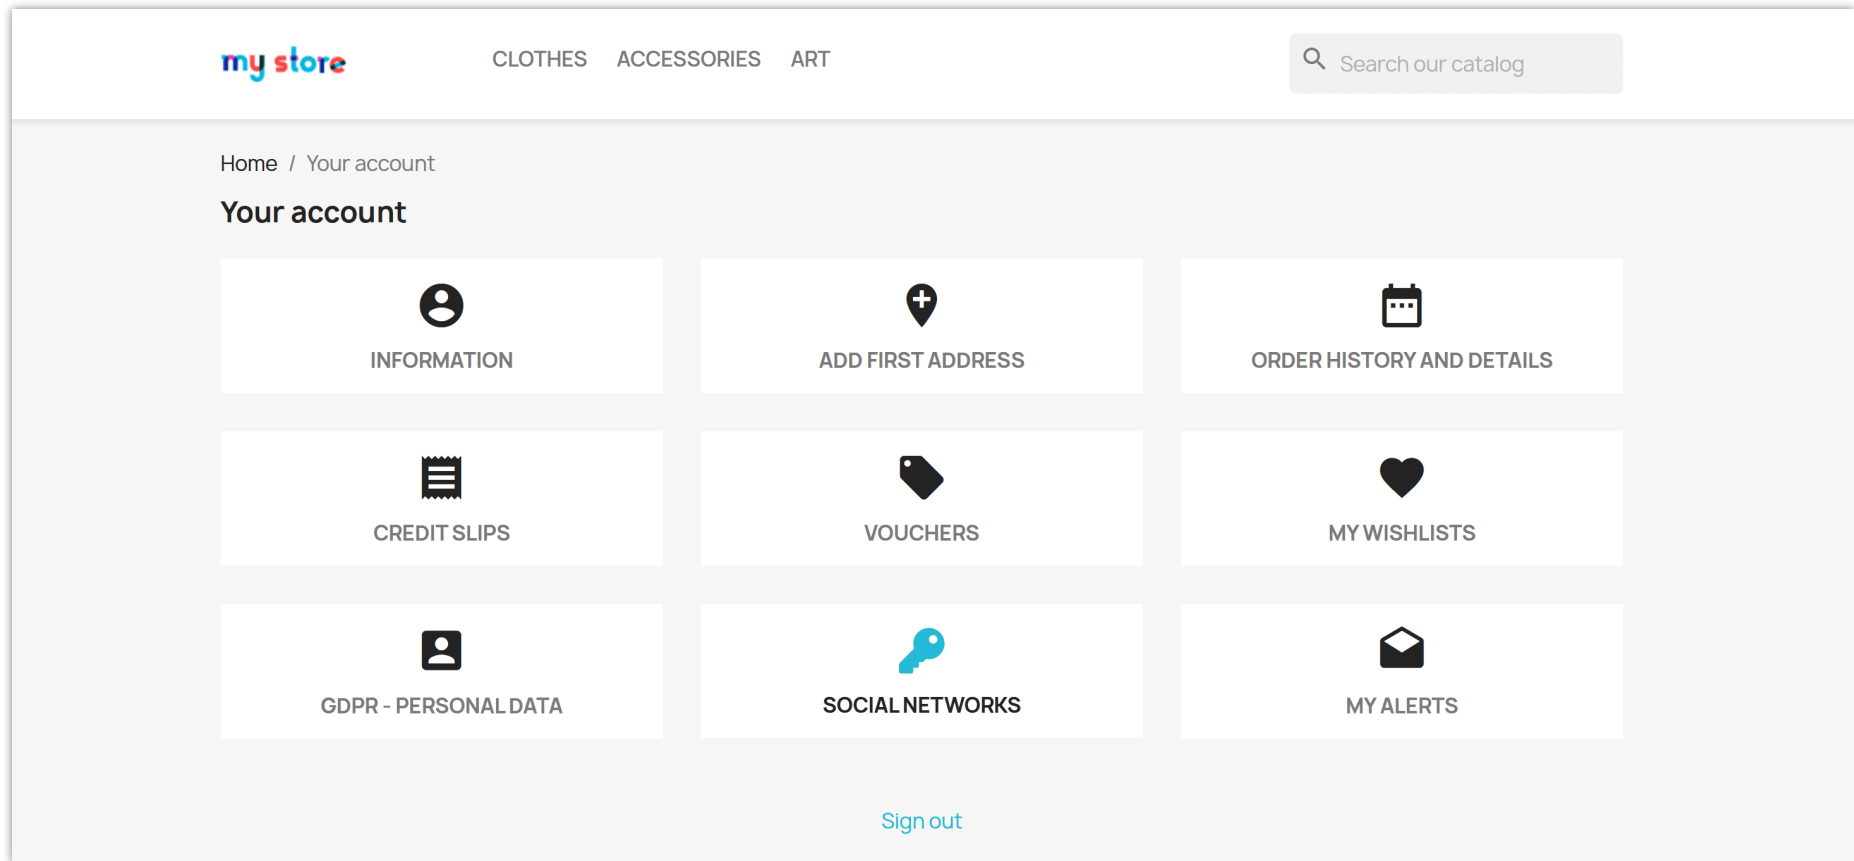 my store
CLOTHES ACCESSORIES ART
Search our catalog
Home / Your account
Your account
INFORMATION
ADD FIRST ADDRESS
ORDER HISTORY AND DETAILS
CREDIT SLIPS
VOUCHERS
MY WISHLISTS
GDPR - PERSONAL DATA
SOCIAL NETWORKS
MY ALERTS
Sign out